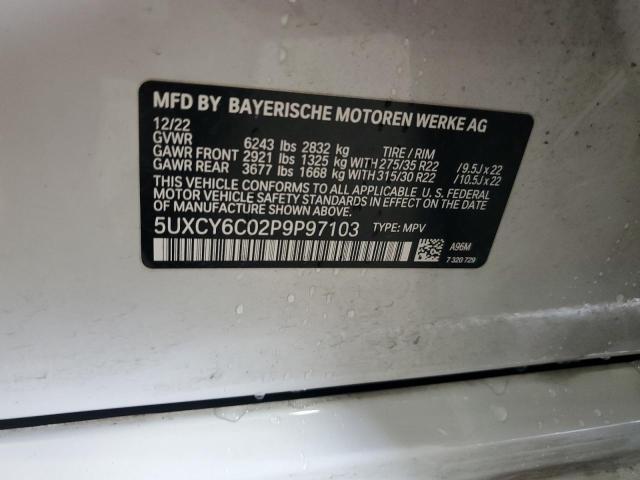 MFD BY BAYERISCHE MOTOREN WERKE AG
12/22
GVWR 6243 lbs 2832 kg TIRE / RIM
GAWR FRONT 2921 lbs 1325 kg WITH 275/35 R22 /9.5J x 22
GAWR REAR 3677 lbs 1668 kg WITH 315/30 R22 /10.5J x 22
THIS VEHICLE CONFORMS TO ALL APPLICABLE U. S. FEDERAL
MOTOR VEHICLE SAFETY STANDARDS IN EFFECT ON THE DATE
OF MANUFACTURE SHOWN ABOVE.
5UXCY6C02P9P97103 TYPE: MPV
A96M
7 320 729